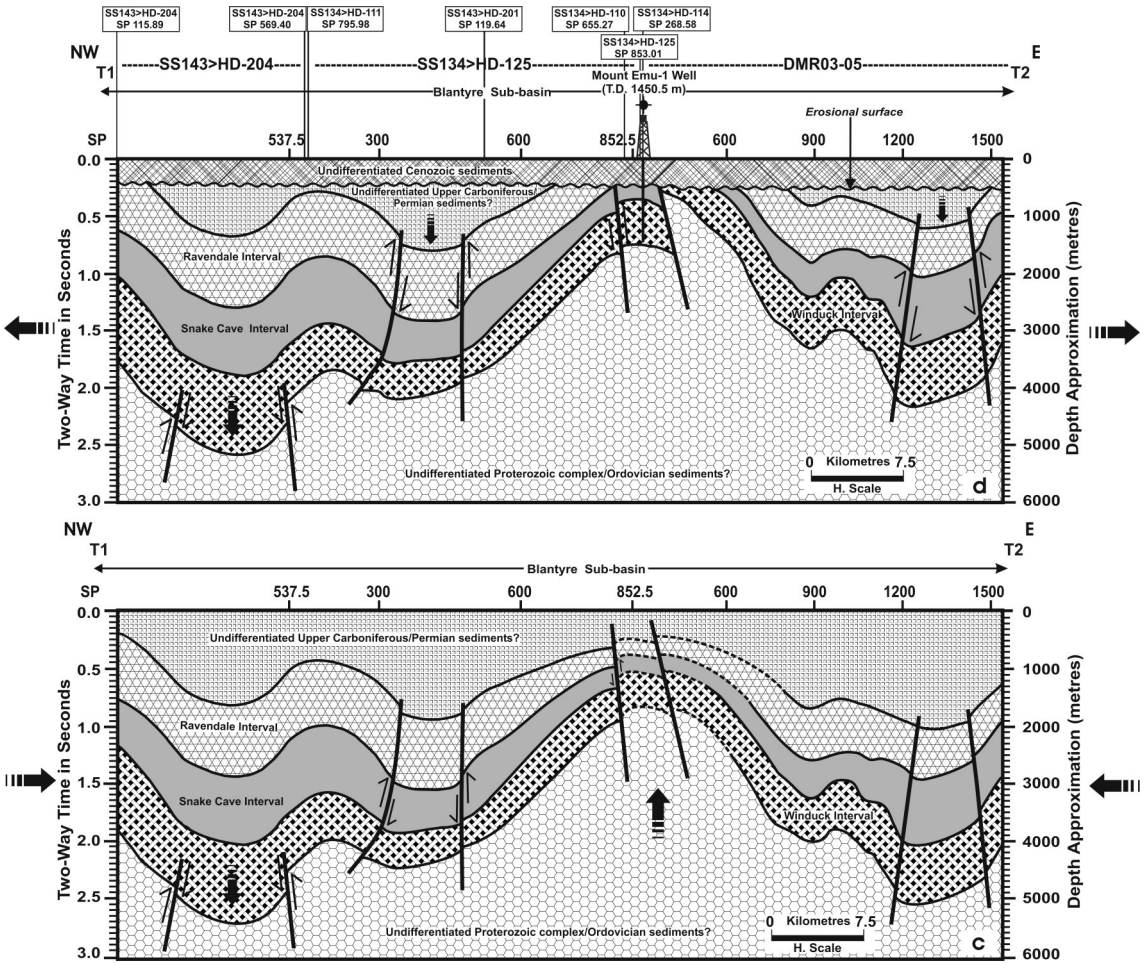 SS143>HD-204
SP 115.89
SS143>HD-204
SP 569.40
SS134>HD-111
SP 795.98
SS143>HD-201
SP 119.64
SS134>HD-110
SP 655.27
SS134>HD-114
SP 268.58
SS134>HD-125
SP 853.01
NW
E
T1
SS143>HD-204
SS134>HD-125
DMR03-05
T2
Mount Emu-1 Well
(T.D. 1450.5 m)
Blantyre Sub-basin
Erosional surface
SP
537.5
300
600
852.5
600
900
1200
1500
Two-Way Time in Seconds
0.0
0.5
1.0
1.5
2.0
2.5
3.0
Undifferentiated Cenozoic sediments
Undifferentiated Upper Carboniferous/
Permian sediments?
Ravendale Interval
Snake Cave Interval
Winduck Interval
Undifferentiated Proterozoic complex/Ordovician sediments?
0 Kilometres 7.5
H. Scale
d
0
1000
2000
3000
4000
5000
6000
Depth Approximation (metres)
NW
E
T1
T2
Blantyre Sub-basin
SP
537.5
300
600
852.5
600
900
1200
1500
Two-Way Time in Seconds
0.0
0.5
1.0
1.5
2.0
2.5
3.0
Undifferentiated Upper Carboniferous/Permian sediments?
Ravendale Interval
Snake Cave Interval
Winduck Interval
Undifferentiated Proterozoic complex/Ordovician sediments?
0 Kilometres 7.5
H. Scale
c
0
1000
2000
3000
4000
5000
6000
Depth Approximation (metres)